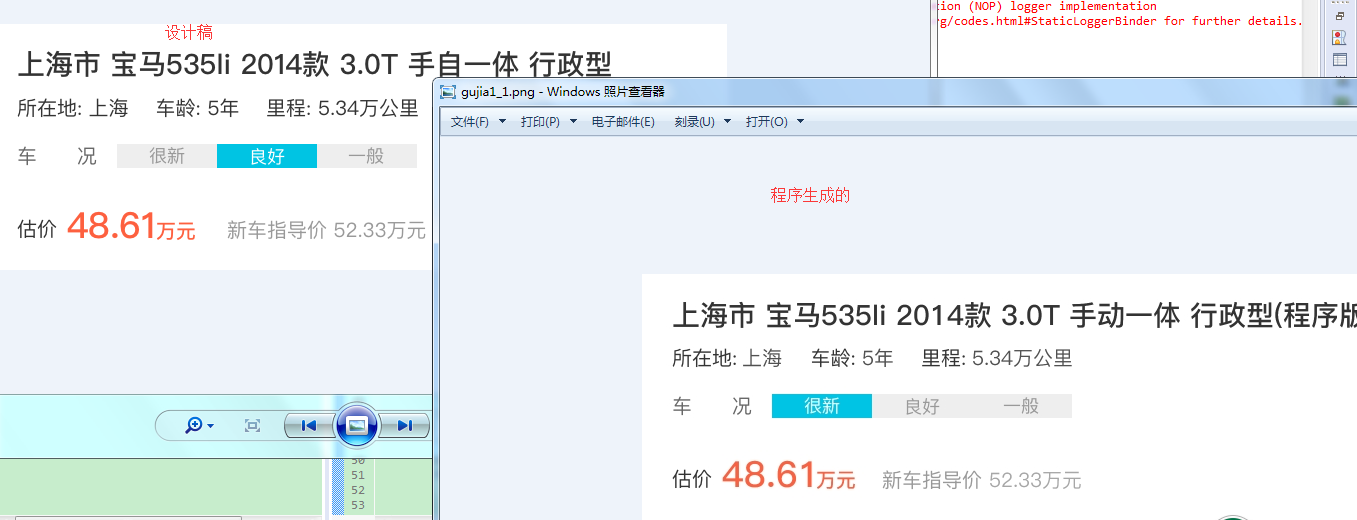 tion (NOP) logger implementation
rg/codes.html#StaticLoggerBinder for further details.
设计稿
上海市 宝马535li 2014款 3.0T 手自一体 行政型
所在地: 上海 车龄: 5年 里程: 5.34万公里
车 况 很新 良好 一般
估价 48.61万元 新车指导价 52.33万元
50
51
52
53
gujia1_1.png - Windows 照片查看器
文件(F) 打印(P) 电子邮件(E) 刻录(U) 打开(O)
程序生成的
上海市 宝马535li 2014款 3.0T 手动一体 行政型(程序版
所在地: 上海 车龄: 5年 里程: 5.34万公里
车 况 很新 良好 一般
估价 48.61万元 新车指导价 52.33万元